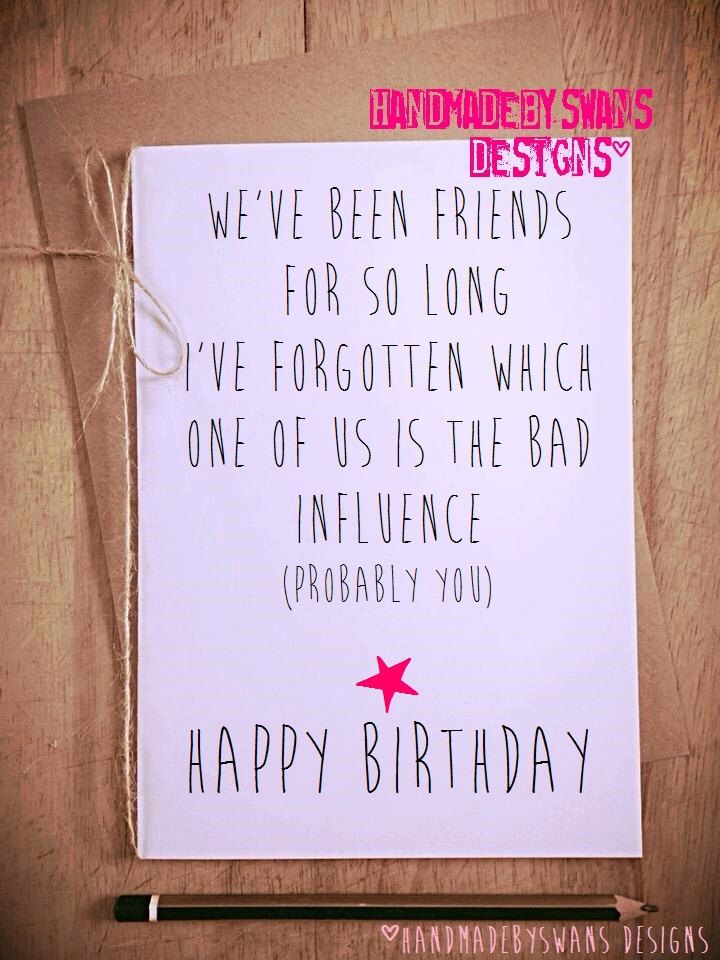 HANDMADE BY SWANS
DESIGNS♡
WE'VE BEEN FRIENDS
FOR SO LONG
I'VE FORGOTTEN WHICH
ONE OF US IS THE BAD
INFLUENCE
(PROBABLY YOU)
HAPPY BIRTHDAY
♡HANDMADEBYSWANS DESIGNS